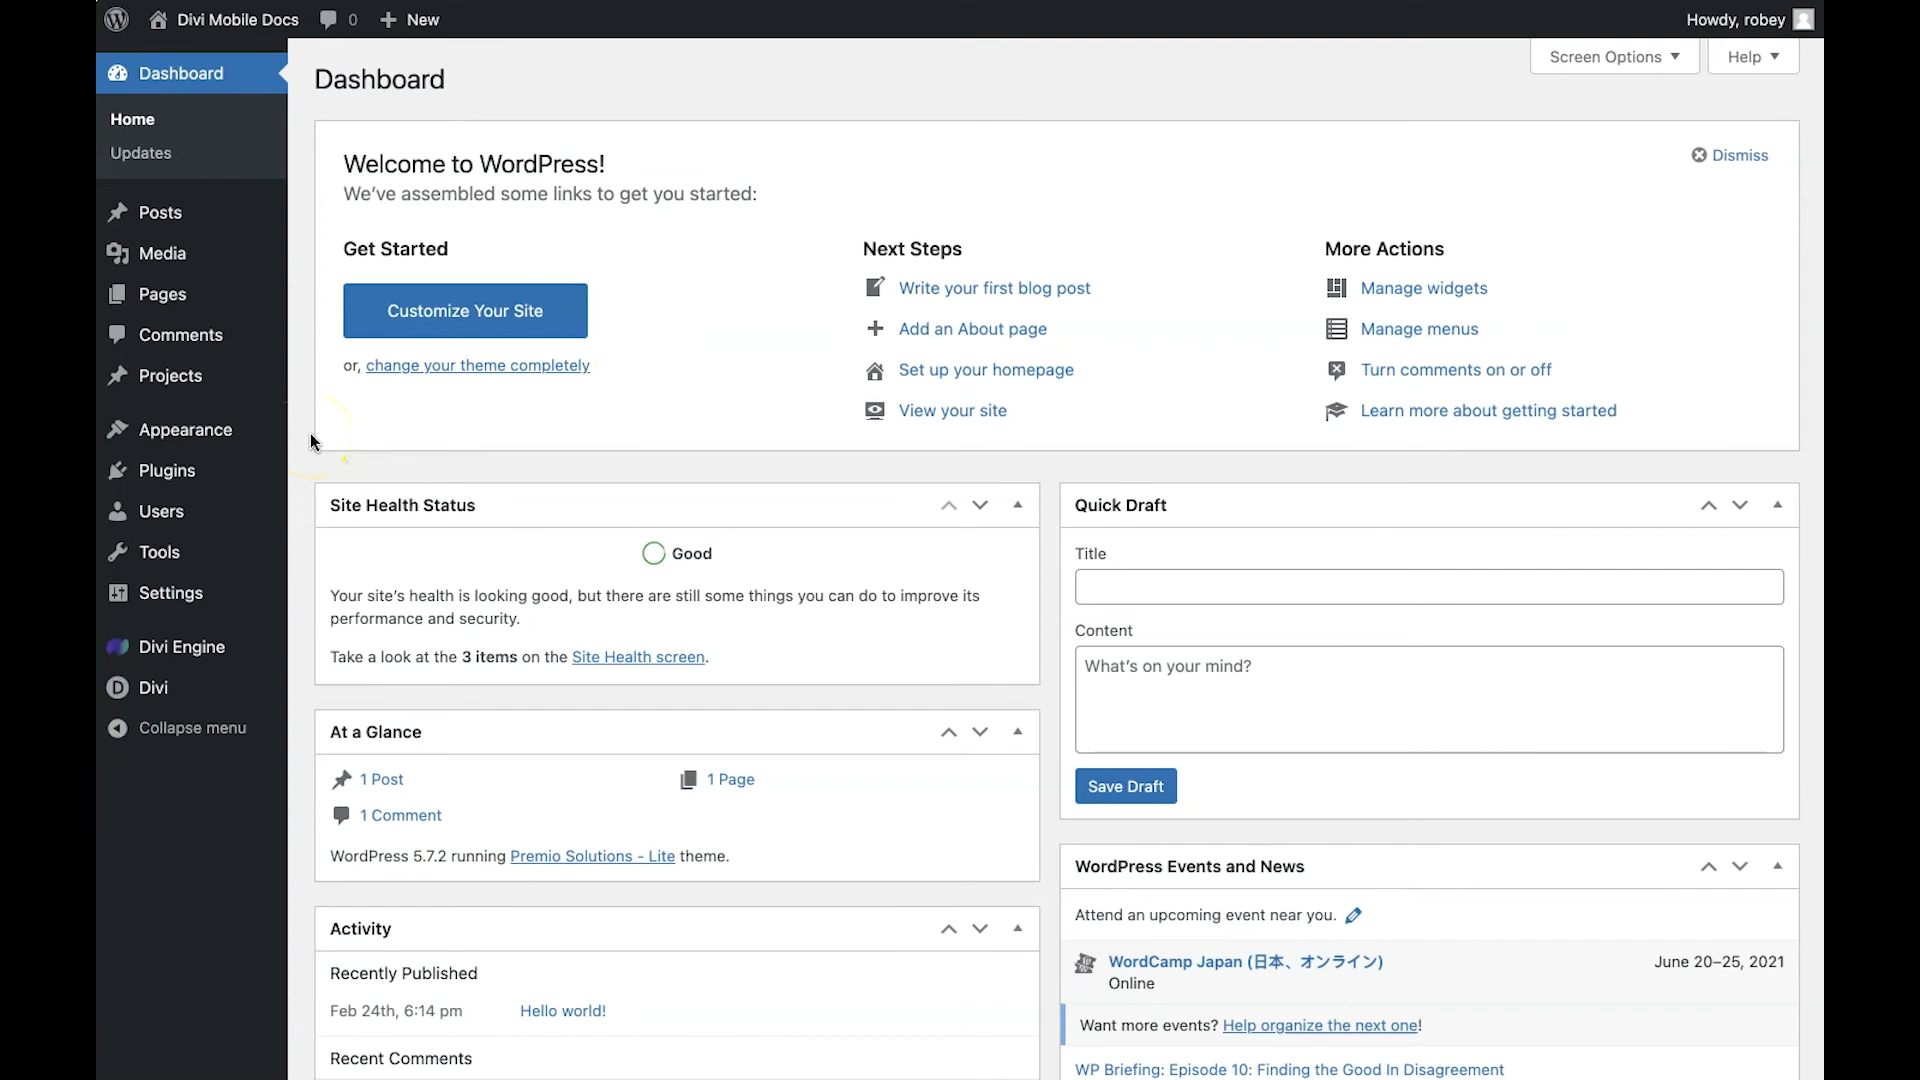 Divi Mobile Docs 0 New Howdy, robey
Dashboard
Home
Updates
Posts
Media
Pages
Comments
Projects
Appearance
Plugins
Users
Tools
Settings
Divi Engine
Divi
Collapse menu
Screen Options Help
Dashboard
Welcome to WordPress!
Dismiss
We've assembled some links to get you started:
Get Started
Customize Your Site
or, change your theme completely
Next Steps
Write your first blog post
Add an About page
Set up your homepage
View your site
More Actions
Manage widgets
Manage menus
Turn comments on or off
Learn more about getting started
Site Health Status
Good
Your site's health is looking good, but there are still some things you can do to improve its
performance and security.
Take a look at the 3 items on the Site Health screen.
At a Glance
1 Post 1 Page
1 Comment
WordPress 5.7.2 running Premio Solutions - Lite theme.
Activity
Recently Published
Feb 24th, 6:14 pm Hello world!
Recent Comments
Quick Draft
Title
Content
What's on your mind?
Save Draft
WordPress Events and News
Attend an upcoming event near you.
WordCamp Japan (日本、オンライン) June 20–25, 2021
Online
Want more events? Help organize the next one!
WP Briefing: Episode 10: Finding the Good In Disagreement